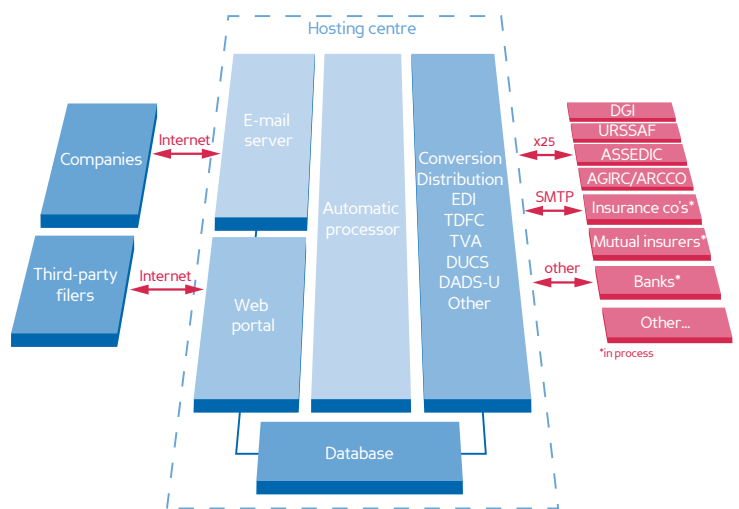 Hosting centre
Companies
Internet
Third-party
filers
Internet
E-mail
server
Web
portal
Automatic
processor
Conversion
Distribution
EDI
TDFC
TVA
DUCS
DADS-U
Other
Database
x25
SMTP
other
DGI
URSSAF
ASSEDIC
AGIRC/ARCCO
Insurance co's*
Mutual insurers*
Banks*
Other...
*in process